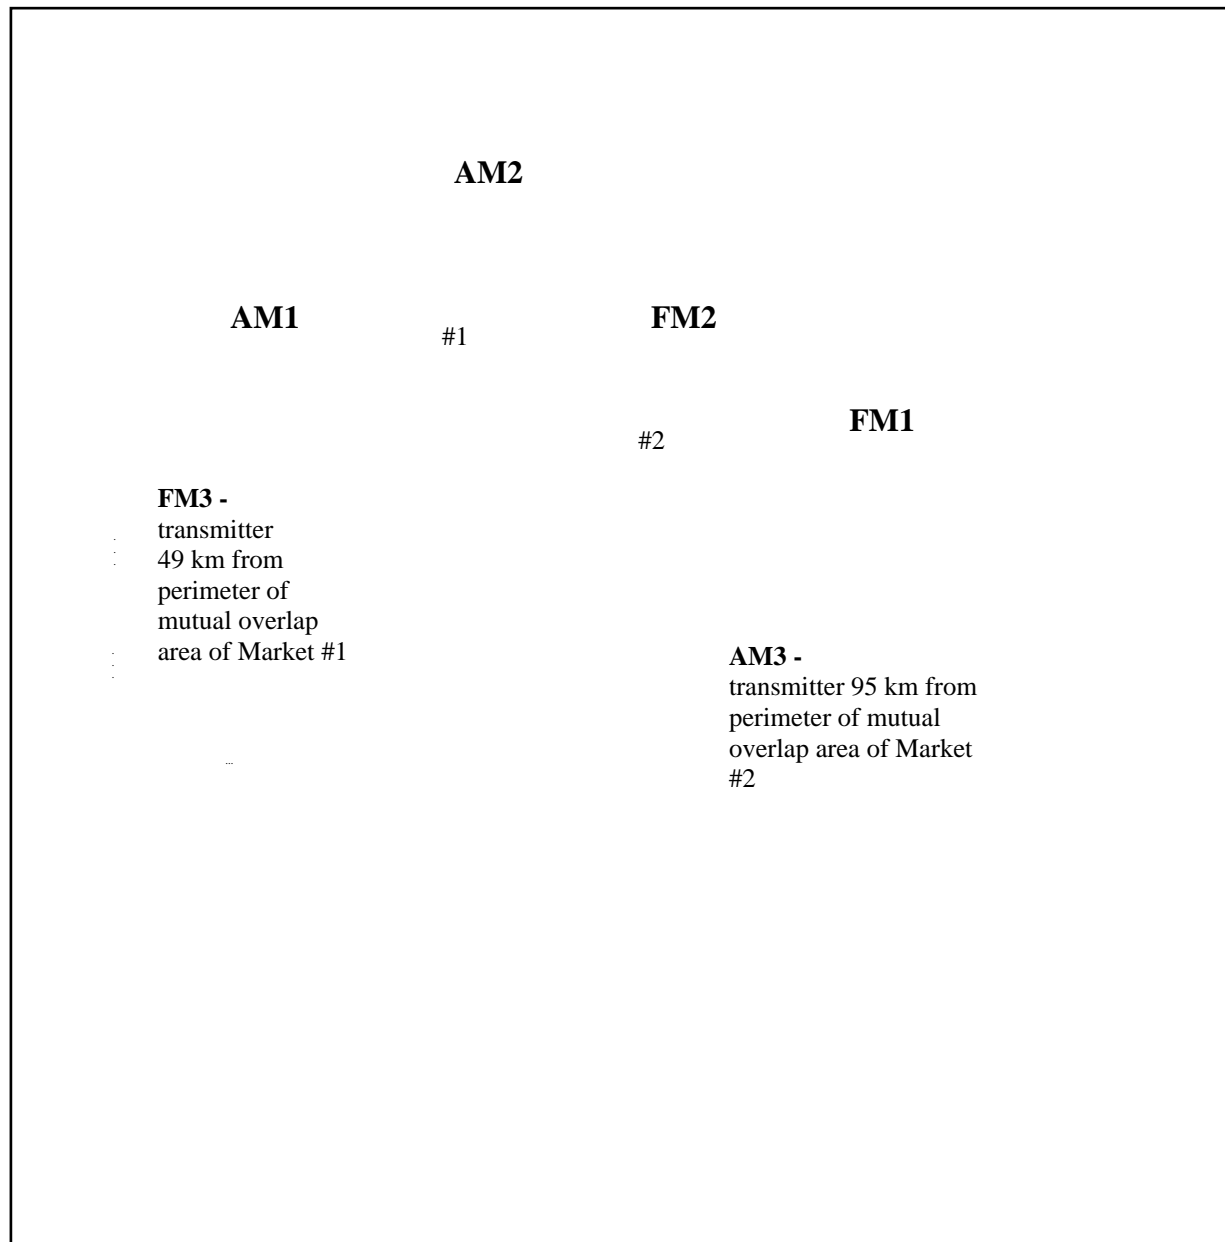 AM2
AM1
#1
FM2
#2
FM1
FM3 -
transmitter
49 km from
perimeter of
mutual overlap
area of Market #1
AM3 -
transmitter 95 km from
perimeter of mutual
overlap area of Market
#2